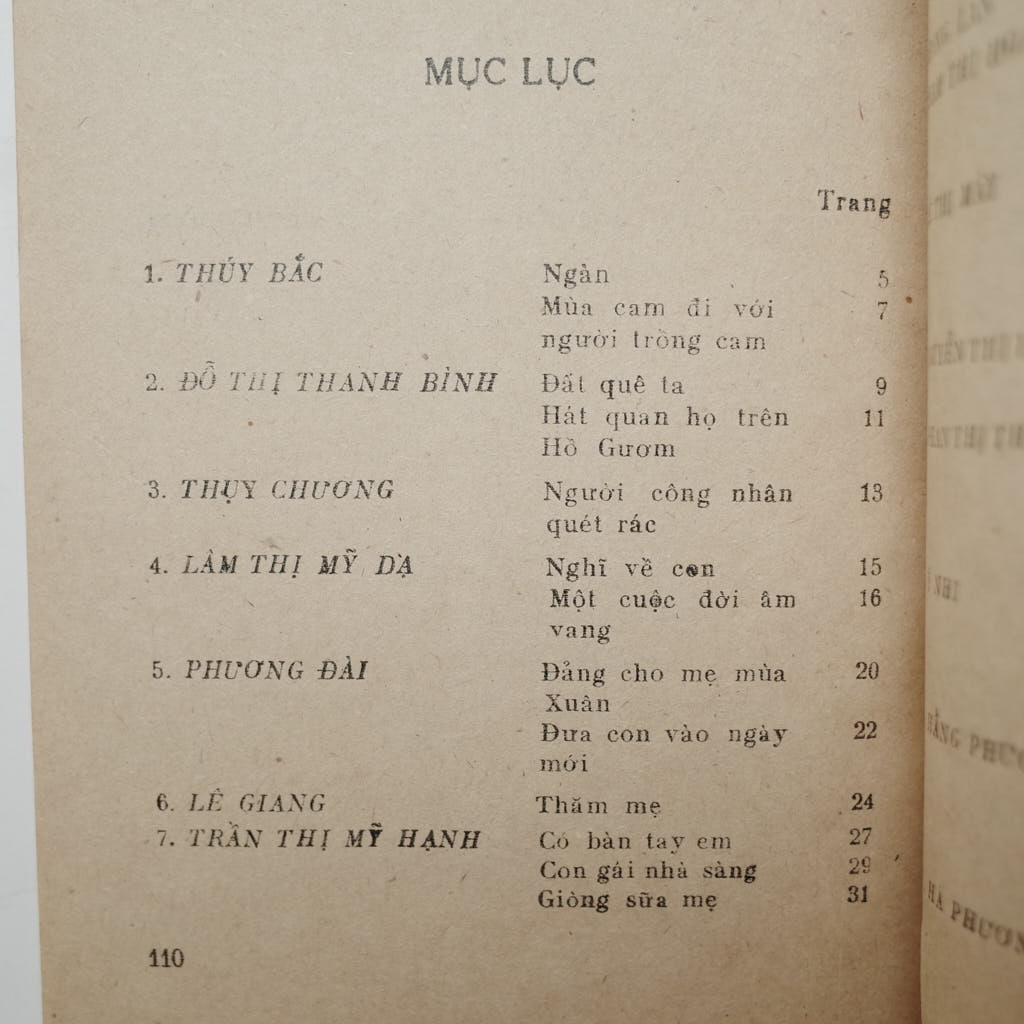 MỤC LỤC
Trang
1. THÚY BẮC Ngàn 5
Mùa cam đi với 7
người trồng cam
2. ĐỖ THỊ THANH BÌNH Đất quê ta 9
Hát quan họ trên 11
Hồ Gươm
3. THỤY CHƯƠNG Người công nhân 13
quét rác
4. LÂM THỊ MỸ DẠ Nghĩ về con 15
Một cuộc đời âm 16
vang
5. PHƯƠNG ĐÀI Đảng cho mẹ mùa 20
Xuân
Đưa con vào ngày 22
mới
6. LÊ GIANG Thăm mẹ 24
7. TRẦN THỊ MỸ HẠNH Có bàn tay em 27
Con gái nhà sàng 29
Giòng sữa mẹ 31
110
HÀ PHƯƠN